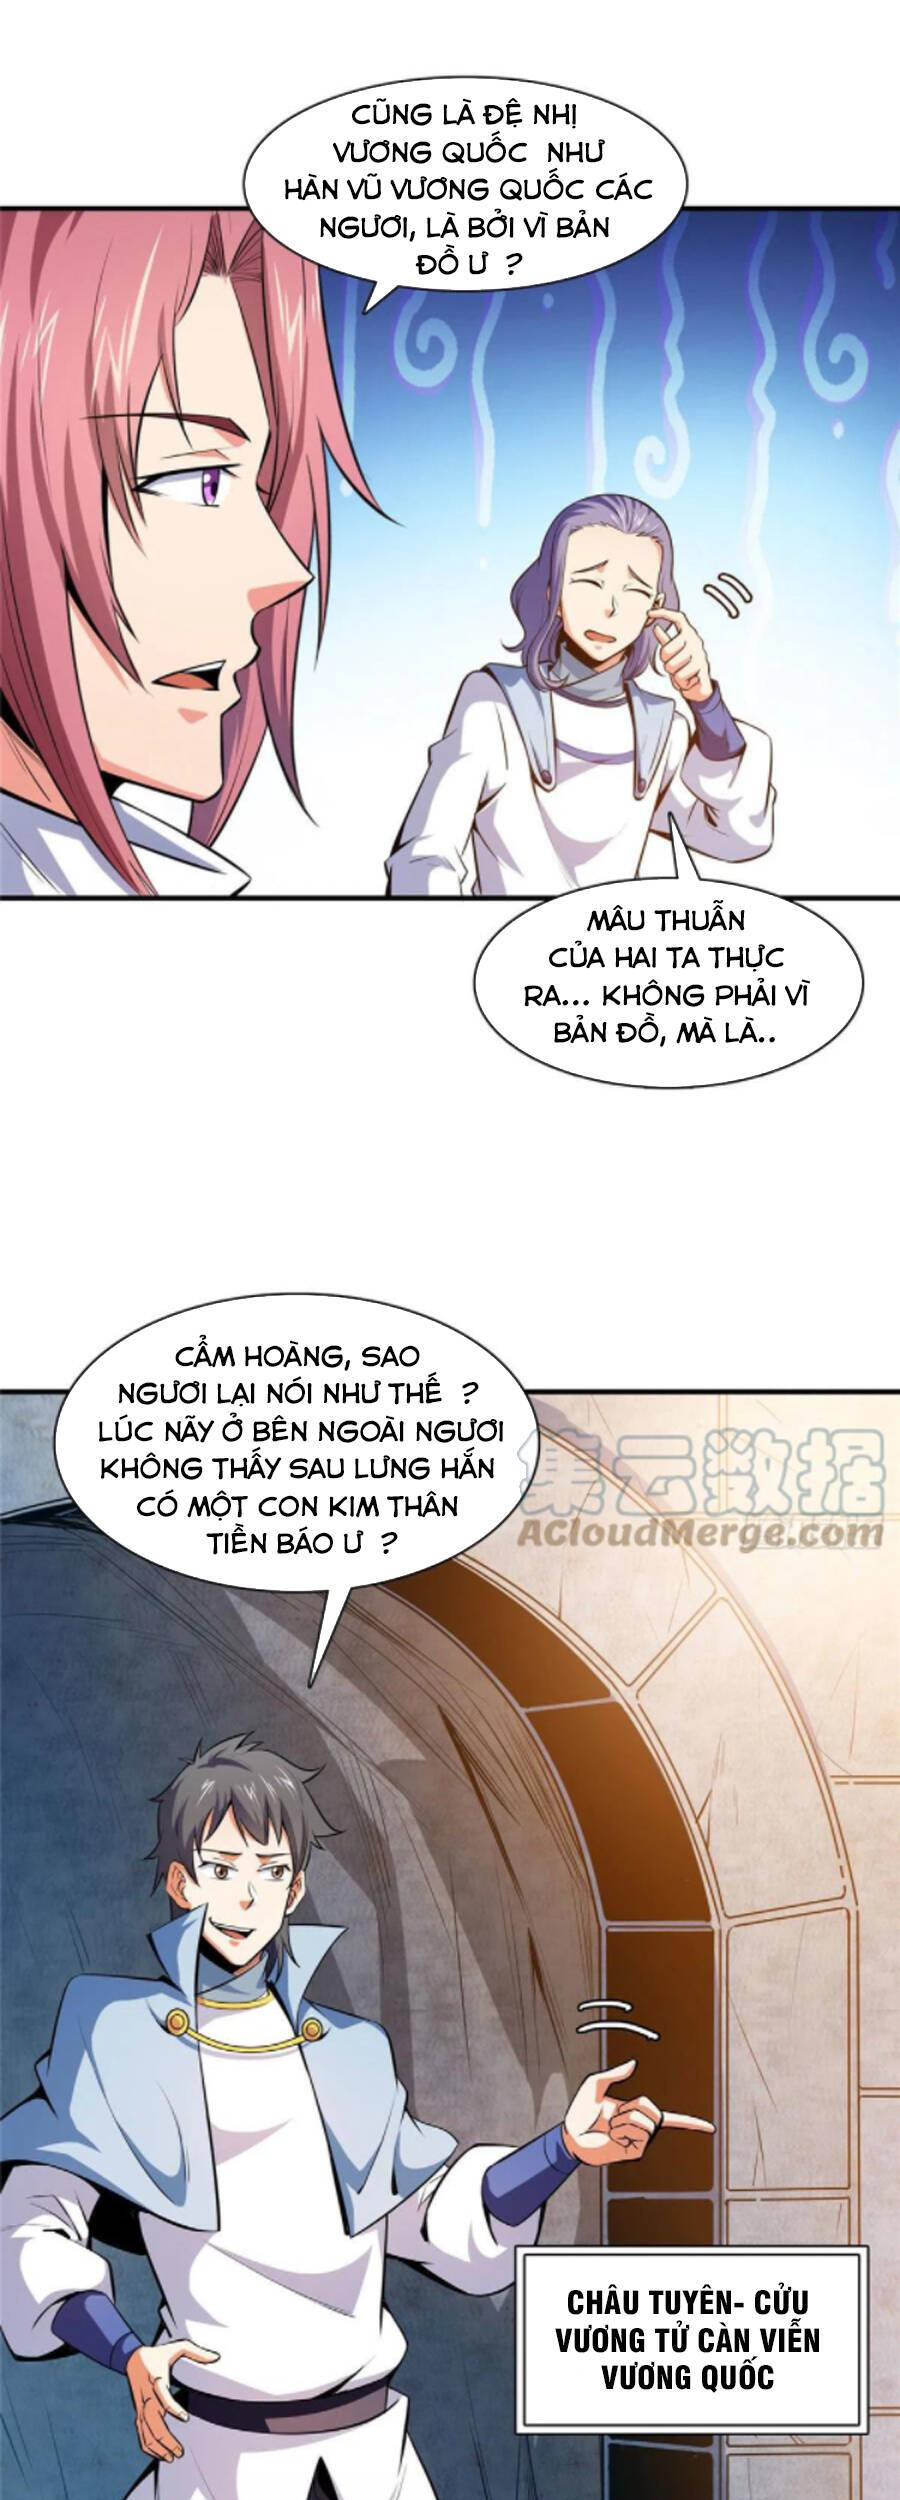 CŨNG LÀ ĐỆ NHỊ
VƯƠNG QUỐC NHƯ
HÀN VŨ VƯƠNG QUỐC CÁC
NGƯƠI, LÀ BỞI VÌ BẢN
ĐỒ Ư ?
MÂU THUẪN
CỦA HAI TA THỰC
RA... KHÔNG PHẢI VÌ
BẢN ĐỒ, MÀ LÀ..
CẨM HOÀNG, SAO
NGƯƠI LẠI NÓI NHƯ THẾ ?
LÚC NÃY Ở BÊN NGOÀI NGƯƠI
KHÔNG THẤY SAU LƯNG HẮN
CÓ MỘT CON KIM THÂN
TIỀN BÁO Ư ?
集云数据
ACloudMerge.com
CHÂU TUYÊN- CỬU
VƯƠNG TỬ CÀN VIỄN
VƯƠNG QUỐC